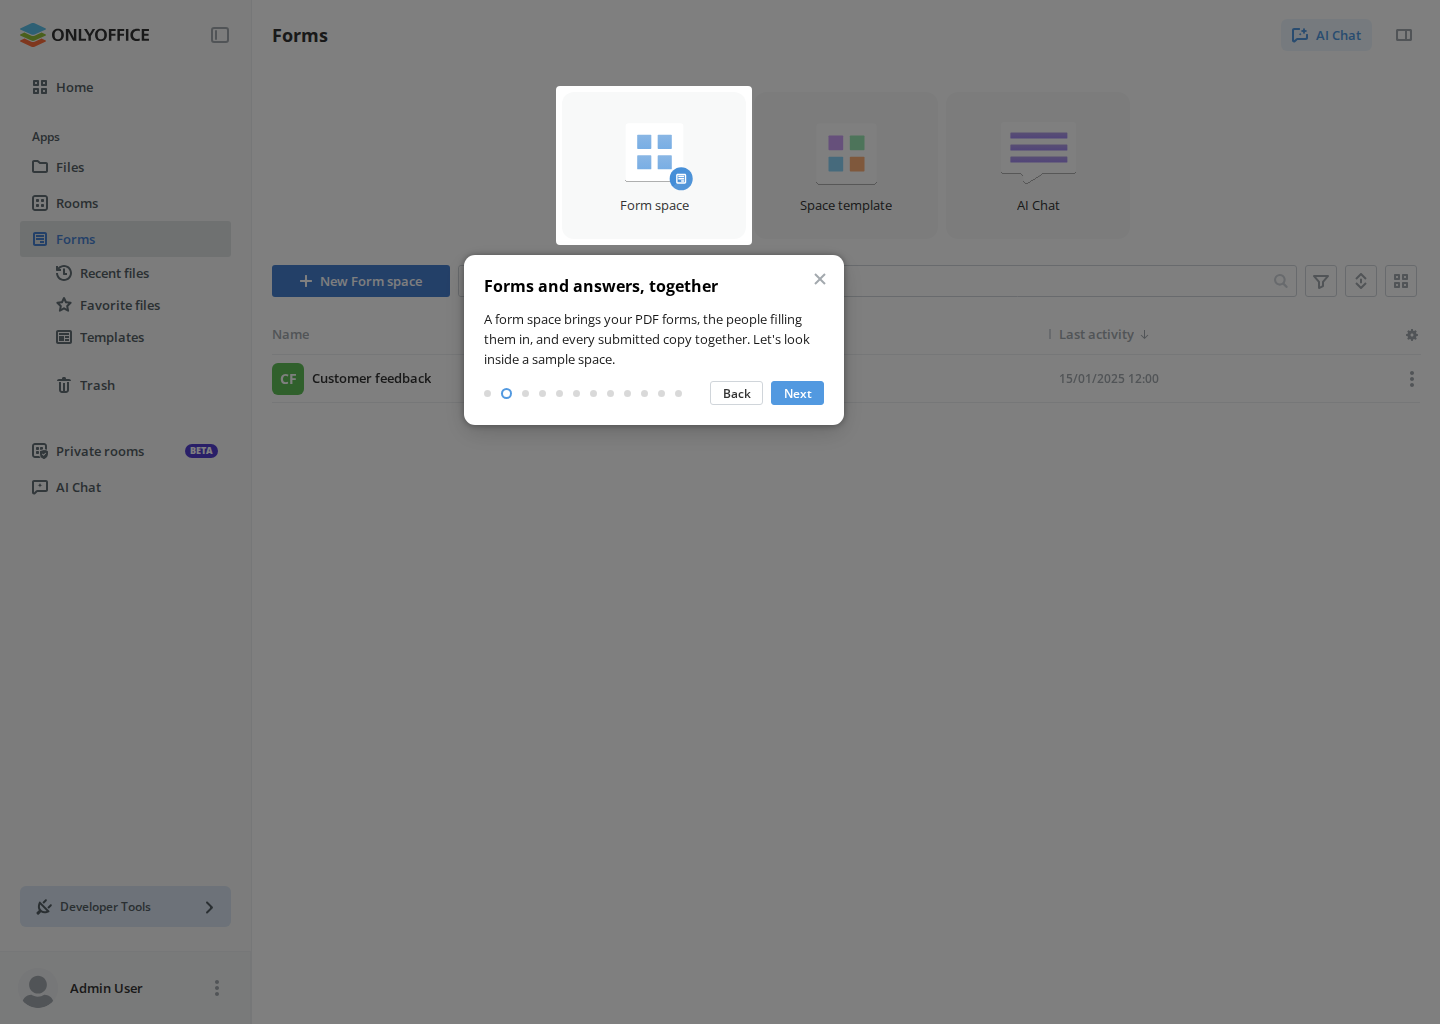 ONLYOFFICE
Forms
AI Chat
Home
Apps
Files
Rooms
Forms
Recent files
Favorite files
Templates
Trash
Private rooms BETA
AI Chat
Developer Tools
Admin User
Form space
Space template
AI Chat
New Form space
Name
Last activity
CF Customer feedback
15/01/2025 12:00
Forms and answers, together
A form space brings your PDF forms, the people filling
them in, and every submitted copy together. Let's look
inside a sample space.
Back
Next